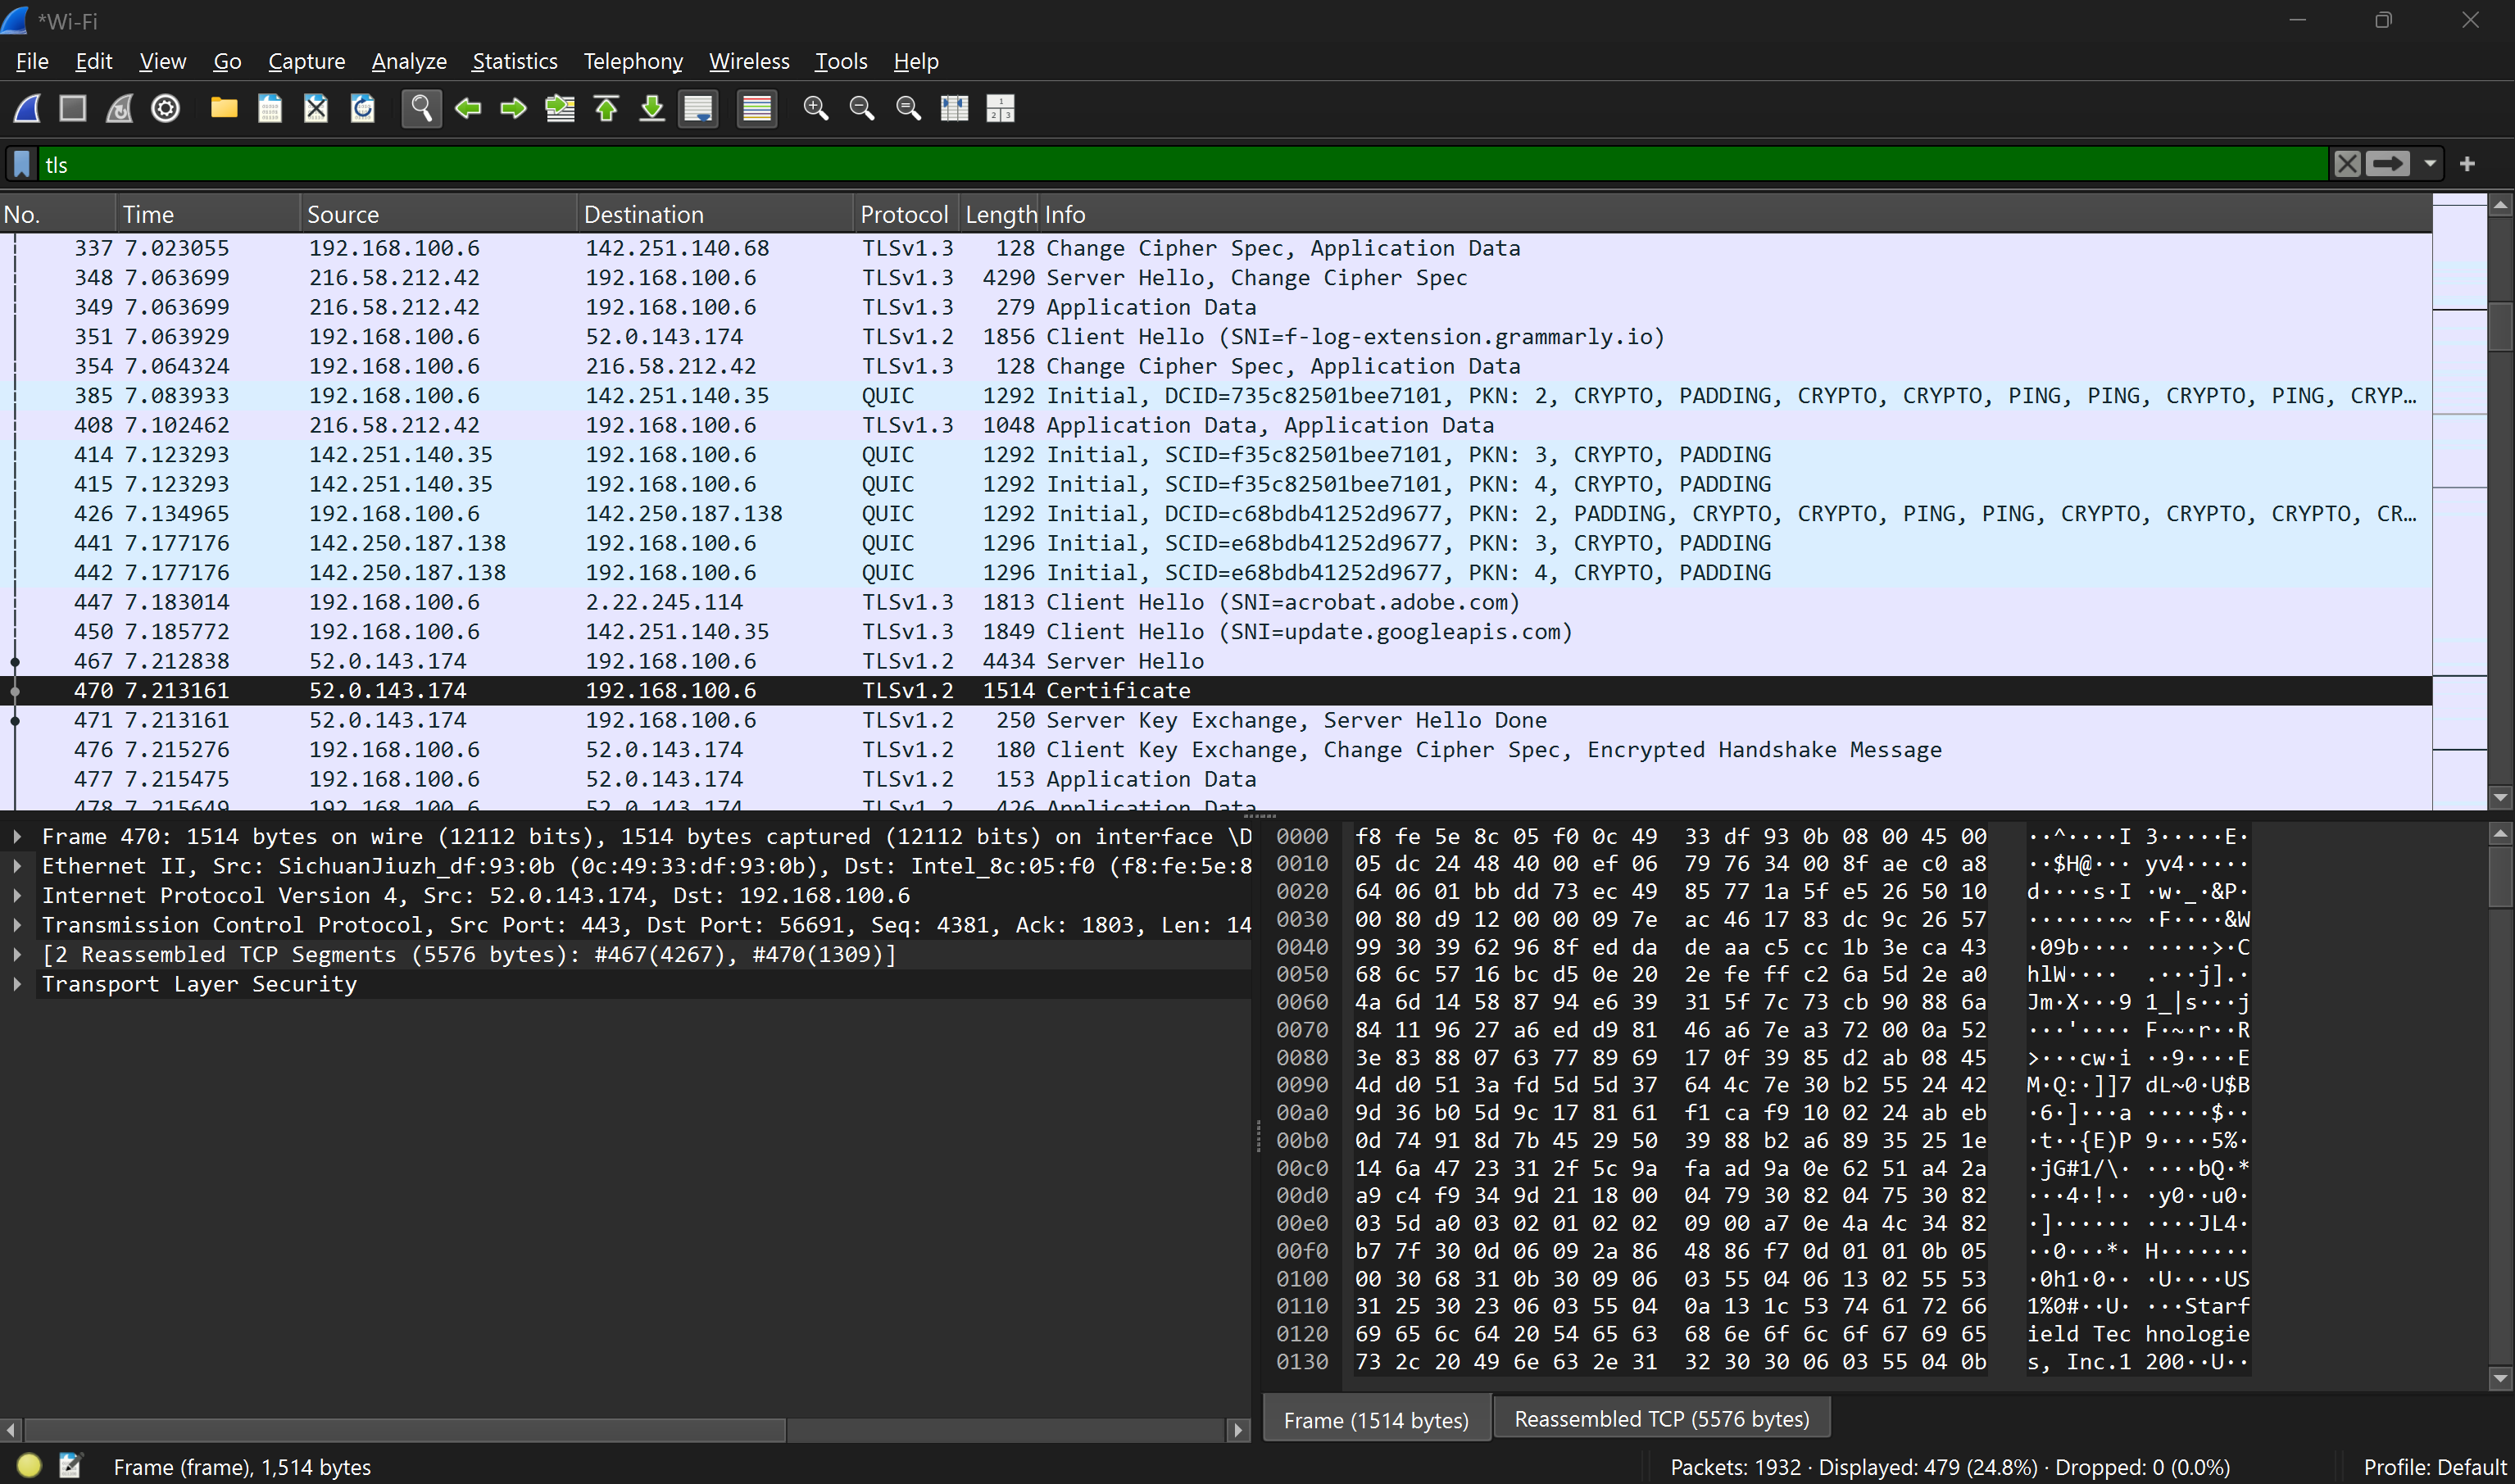 *Wi-Fi
File Edit View Go Capture Analyze Statistics Telephony Wireless Tools Help
tls
No. Time Source Destination Protocol Length Info
337 7.023055 192.168.100.6 142.251.140.68 TLSv1.3 128 Change Cipher Spec, Application Data
348 7.063699 216.58.212.42 192.168.100.6 TLSv1.3 4290 Server Hello, Change Cipher Spec
349 7.063699 216.58.212.42 192.168.100.6 TLSv1.3 279 Application Data
351 7.063929 192.168.100.6 52.0.143.174 TLSv1.2 1856 Client Hello (SNI=f-log-extension.grammarly.io)
354 7.064324 192.168.100.6 216.58.212.42 TLSv1.3 128 Change Cipher Spec, Application Data
385 7.083933 192.168.100.6 142.251.140.35 QUIC 1292 Initial, DCID=735c82501bee7101, PKN: 2, CRYPTO, PADDING, CRYPTO, CRYPTO, PING, PING, CRYPTO, PING, CRYP…
408 7.102462 216.58.212.42 192.168.100.6 TLSv1.3 1048 Application Data, Application Data
414 7.123293 142.251.140.35 192.168.100.6 QUIC 1292 Initial, SCID=f35c82501bee7101, PKN: 3, CRYPTO, PADDING
415 7.123293 142.251.140.35 192.168.100.6 QUIC 1292 Initial, SCID=f35c82501bee7101, PKN: 4, CRYPTO, PADDING
426 7.134965 192.168.100.6 142.250.187.138 QUIC 1292 Initial, DCID=c68bdb41252d9677, PKN: 2, PADDING, CRYPTO, CRYPTO, PING, PING, CRYPTO, CRYPTO, CRYPTO, CR…
441 7.177176 142.250.187.138 192.168.100.6 QUIC 1296 Initial, SCID=e68bdb41252d9677, PKN: 3, CRYPTO, PADDING
442 7.177176 142.250.187.138 192.168.100.6 QUIC 1296 Initial, SCID=e68bdb41252d9677, PKN: 4, CRYPTO, PADDING
447 7.183014 192.168.100.6 2.22.245.114 TLSv1.3 1813 Client Hello (SNI=acrobat.adobe.com)
450 7.185772 192.168.100.6 142.251.140.35 TLSv1.3 1849 Client Hello (SNI=update.googleapis.com)
467 7.212838 52.0.143.174 192.168.100.6 TLSv1.2 4434 Server Hello
470 7.213161 52.0.143.174 192.168.100.6 TLSv1.2 1514 Certificate
471 7.213161 52.0.143.174 192.168.100.6 TLSv1.2 250 Server Key Exchange, Server Hello Done
476 7.215276 192.168.100.6 52.0.143.174 TLSv1.2 180 Client Key Exchange, Change Cipher Spec, Encrypted Handshake Message
477 7.215475 192.168.100.6 52.0.143.174 TLSv1.2 153 Application Data
478 7.215649 192.168.100.6 52.0.143.174 TLSv1.2 426 Application Data
Frame 470: 1514 bytes on wire (12112 bits), 1514 bytes captured (12112 bits) on interface \D
Ethernet II, Src: SichuanJiuzh_df:93:0b (0c:49:33:df:93:0b), Dst: Intel_8c:05:f0 (f8:fe:5e:8
Internet Protocol Version 4, Src: 52.0.143.174, Dst: 192.168.100.6
Transmission Control Protocol, Src Port: 443, Dst Port: 56691, Seq: 4381, Ack: 1803, Len: 14
[2 Reassembled TCP Segments (5576 bytes): #467(4267), #470(1309)]
Transport Layer Security
0000 f8 fe 5e 8c 05 f0 0c 49 33 df 93 0b 08 00 45 00 ··^····I 3·····E·
0010 05 dc 24 48 40 00 ef 06 79 76 34 00 8f ae c0 a8 ··$H@··· yv4·····
0020 64 06 01 bb dd 73 ec 49 85 77 1a 5f e5 26 50 10 d····s·I ·w·_·&P·
0030 00 80 d9 12 00 00 09 7e ac 46 17 83 dc 9c 26 57 ·······~ ·F····&W
0040 99 30 39 62 96 8f ed da de aa c5 cc 1b 3e ca 43 ·09b···· ·····>·C
0050 68 6c 57 16 bc d5 0e 20 2e fe ff c2 6a 5d 2e a0 hlW···· .···j].·
0060 4a 6d 14 58 87 94 e6 39 31 5f 7c 73 cb 90 88 6a Jm·X···9 1_|s···j
0070 84 11 96 27 a6 ed d9 81 46 a6 7e a3 72 00 0a 52 ···'···· F·~·r··R
0080 3e 83 88 07 63 77 89 69 17 0f 39 85 d2 ab 08 45 >···cw·i ··9····E
0090 4d d0 51 3a fd 5d 5d 37 64 4c 7e 30 b2 55 24 42 M·Q:·]]7 dL~0·U$B
00a0 9d 36 b0 5d 9c 17 81 61 f1 ca f9 10 02 24 ab eb ·6·]···a ·····$··
00b0 0d 74 91 8d 7b 45 29 50 39 88 b2 a6 89 35 25 1e ·t··{E)P 9····5%·
00c0 14 6a 47 23 31 2f 5c 9a fa ad 9a 0e 62 51 a4 2a ·jG#1/\· ····bQ·*
00d0 a9 c4 f9 34 9d 21 18 00 04 79 30 82 04 75 30 82 ···4·!·· ·y0··u0·
00e0 03 5d a0 03 02 01 02 02 09 00 a7 0e 4a 4c 34 82 ·]······ ····JL4·
00f0 b7 7f 30 0d 06 09 2a 86 48 86 f7 0d 01 01 0b 05 ··0···*· H·······
0100 00 30 68 31 0b 30 09 06 03 55 04 06 13 02 55 53 ·0h1·0·· ·U····US
0110 31 25 30 23 06 03 55 04 0a 13 1c 53 74 61 72 66 1%0#··U· ···Starf
0120 69 65 6c 64 20 54 65 63 68 6e 6f 6c 6f 67 69 65 ield Tec hnologie
0130 73 2c 20 49 6e 63 2e 31 32 30 30 06 03 55 04 0b s, Inc.1 200··U··
Frame (1514 bytes) Reassembled TCP (5576 bytes)
Frame (frame), 1,514 bytes Packets: 1932 · Displayed: 479 (24.8%) · Dropped: 0 (0.0%) Profile: Default